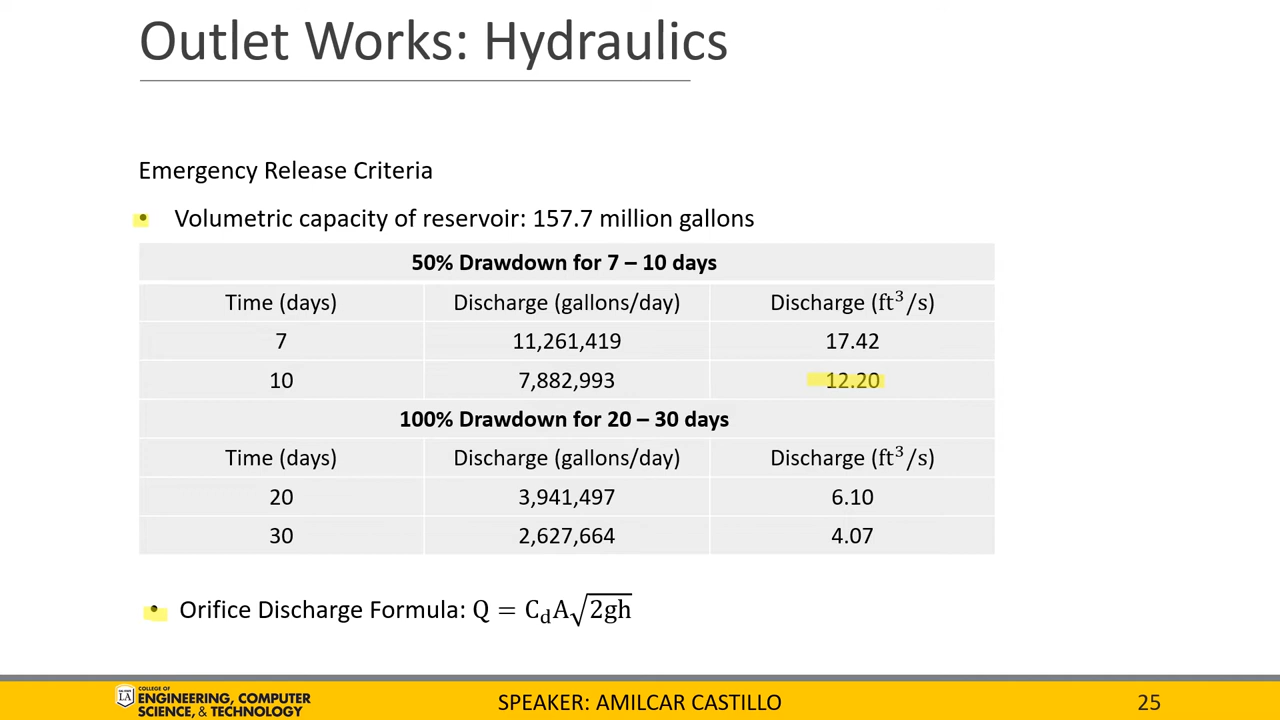 Outlet Works: Hydraulics
Emergency Release Criteria
• Volumetric capacity of reservoir: 157.7 million gallons
50% Drawdown for 7 – 10 days
Time (days) Discharge (gallons/day) Discharge (ft³/s)
7 11,261,419 17.42
10 7,882,993 12.20
100% Drawdown for 20 – 30 days
Time (days) Discharge (gallons/day) Discharge (ft³/s)
20 3,941,497 6.10
30 2,627,664 4.07
• Orifice Discharge Formula: Q = C_dA√2gh
LA
COLLEGE OF
ENGINEERING, COMPUTER
SCIENCE, & TECHNOLOGY
SPEAKER: AMILCAR CASTILLO
25